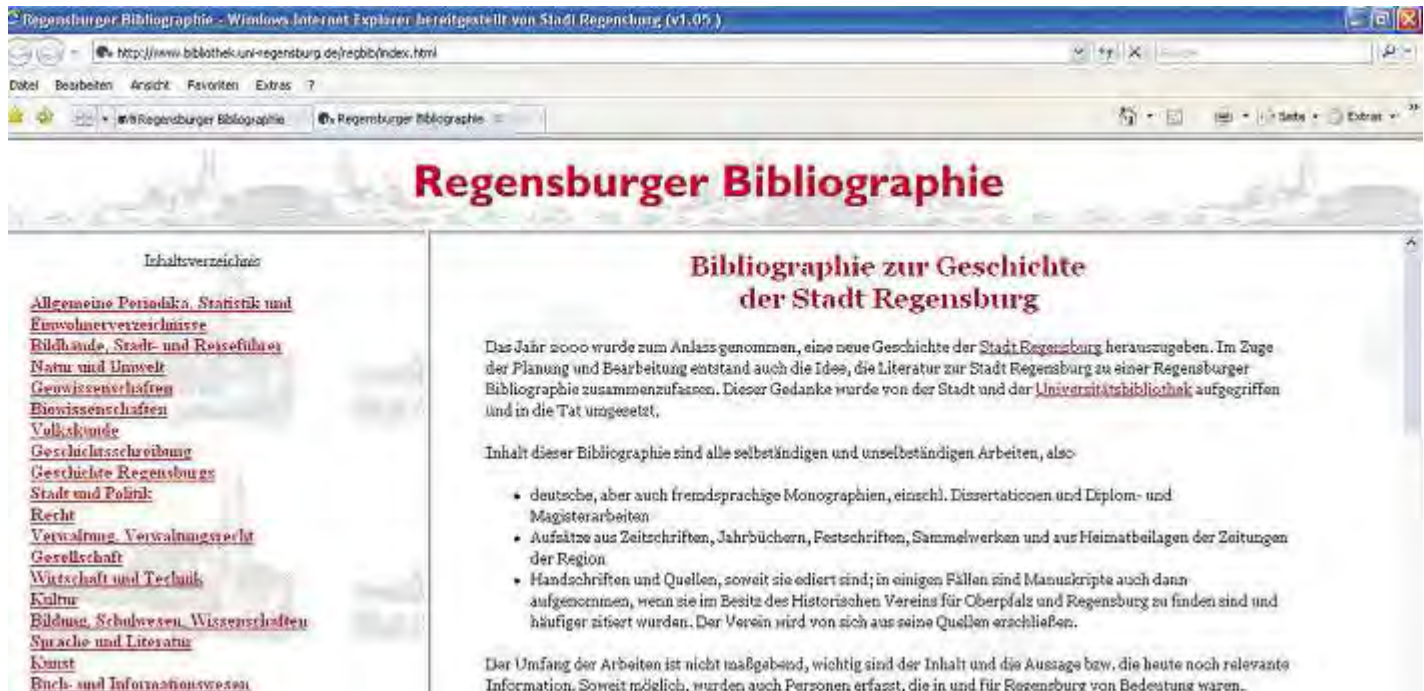 Regensburger Bibliographie - Windows Internet Explorer bereitgestellt von Stadt Regensburg (v1.05 )
http://www.bibliothek.uni-regensburg.de/regbib/index.html
Datei Bearbeiten Ansicht Favoriten Extras ?
Regensburger Bibliographie Regensburger Bibliographie Seite Extras
Regensburger Bibliographie
Inhaltsverzeichnis
Allgemeine Periodika, Statistik und
Einwohnerverzeichnisse
Bildbände, Stadt- und Reiseführer
Natur und Umwelt
Geowissenschaften
Biowissenschaften
Volkskunde
Geschichtsschreibung
Geschichte Regensburgs
Stadt und Politik
Recht
Verwaltung, Verwaltungsrecht
Gesellschaft
Wirtschaft und Technik
Kultur
Bildung, Schulwesen, Wissenschaften
Sprache und Literatur
Kunst
Buch- und Informationswesen
Bibliographie zur Geschichte
der Stadt Regensburg
Das Jahr 2000 wurde zum Anlass genommen, eine neue Geschichte der Stadt Regensburg herauszugeben. Im Zuge
der Planung und Bearbeitung entstand auch die Idee, die Literatur zur Stadt Regensburg zu einer Regensburger
Bibliographie zusammenzufassen. Dieser Gedanke wurde von der Stadt und der Universitätsbibliothek aufgegriffen
und in die Tat umgesetzt.
Inhalt dieser Bibliographie sind alle selbständigen und unselbständigen Arbeiten, also
• deutsche, aber auch fremdsprachige Monographien, einschl. Dissertationen und Diplom- und
Magisterarbeiten
• Aufsätze aus Zeitschriften, Jahrbüchern, Festschriften, Sammelwerken und aus Heimatbeilagen der Zeitungen
der Region
• Handschriften und Quellen, soweit sie ediert sind; in einigen Fällen sind Manuskripte auch dann
aufgenommen, wenn sie im Besitz des Historischen Vereins für Oberpfalz und Regensburg zu finden sind und
häufiger zitiert wurden. Der Verein wird von sich aus seine Quellen erschließen.
Der Umfang der Arbeiten ist nicht maßgebend, wichtig sind der Inhalt und die Aussage bzw. die heute noch relevante
Information. Soweit möglich, wurden auch Personen erfasst, die in und für Regensburg von Bedeutung waren.